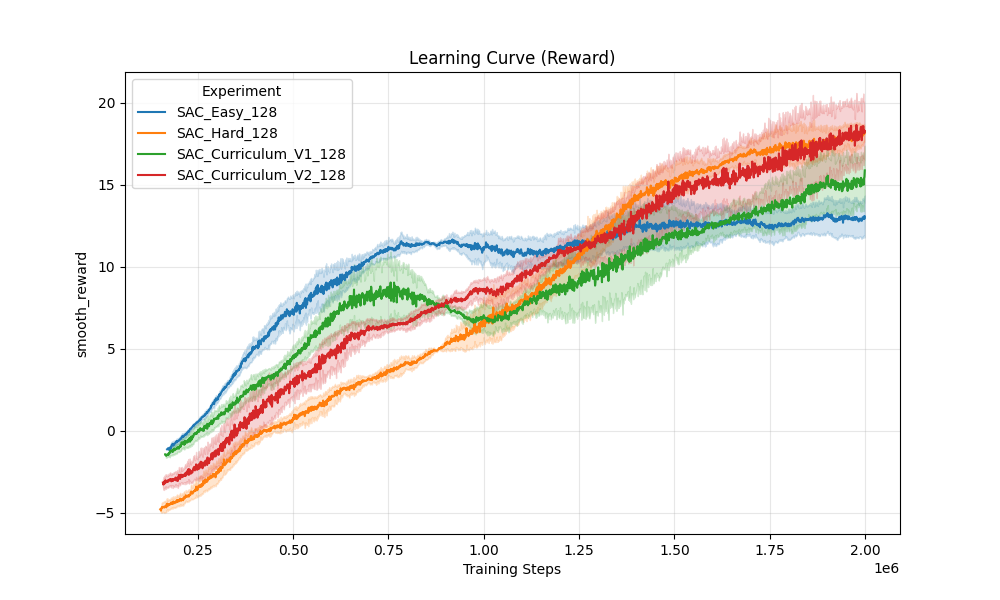 Learning Curve (Reward)
Experiment
SAC_Easy_128
SAC_Hard_128
SAC_Curriculum_V1_128
SAC_Curriculum_V2_128
smooth_reward
20
15
10
5
0
−5
0.25 0.50 0.75 1.00 1.25 1.50 1.75 2.00
1e6
Training Steps